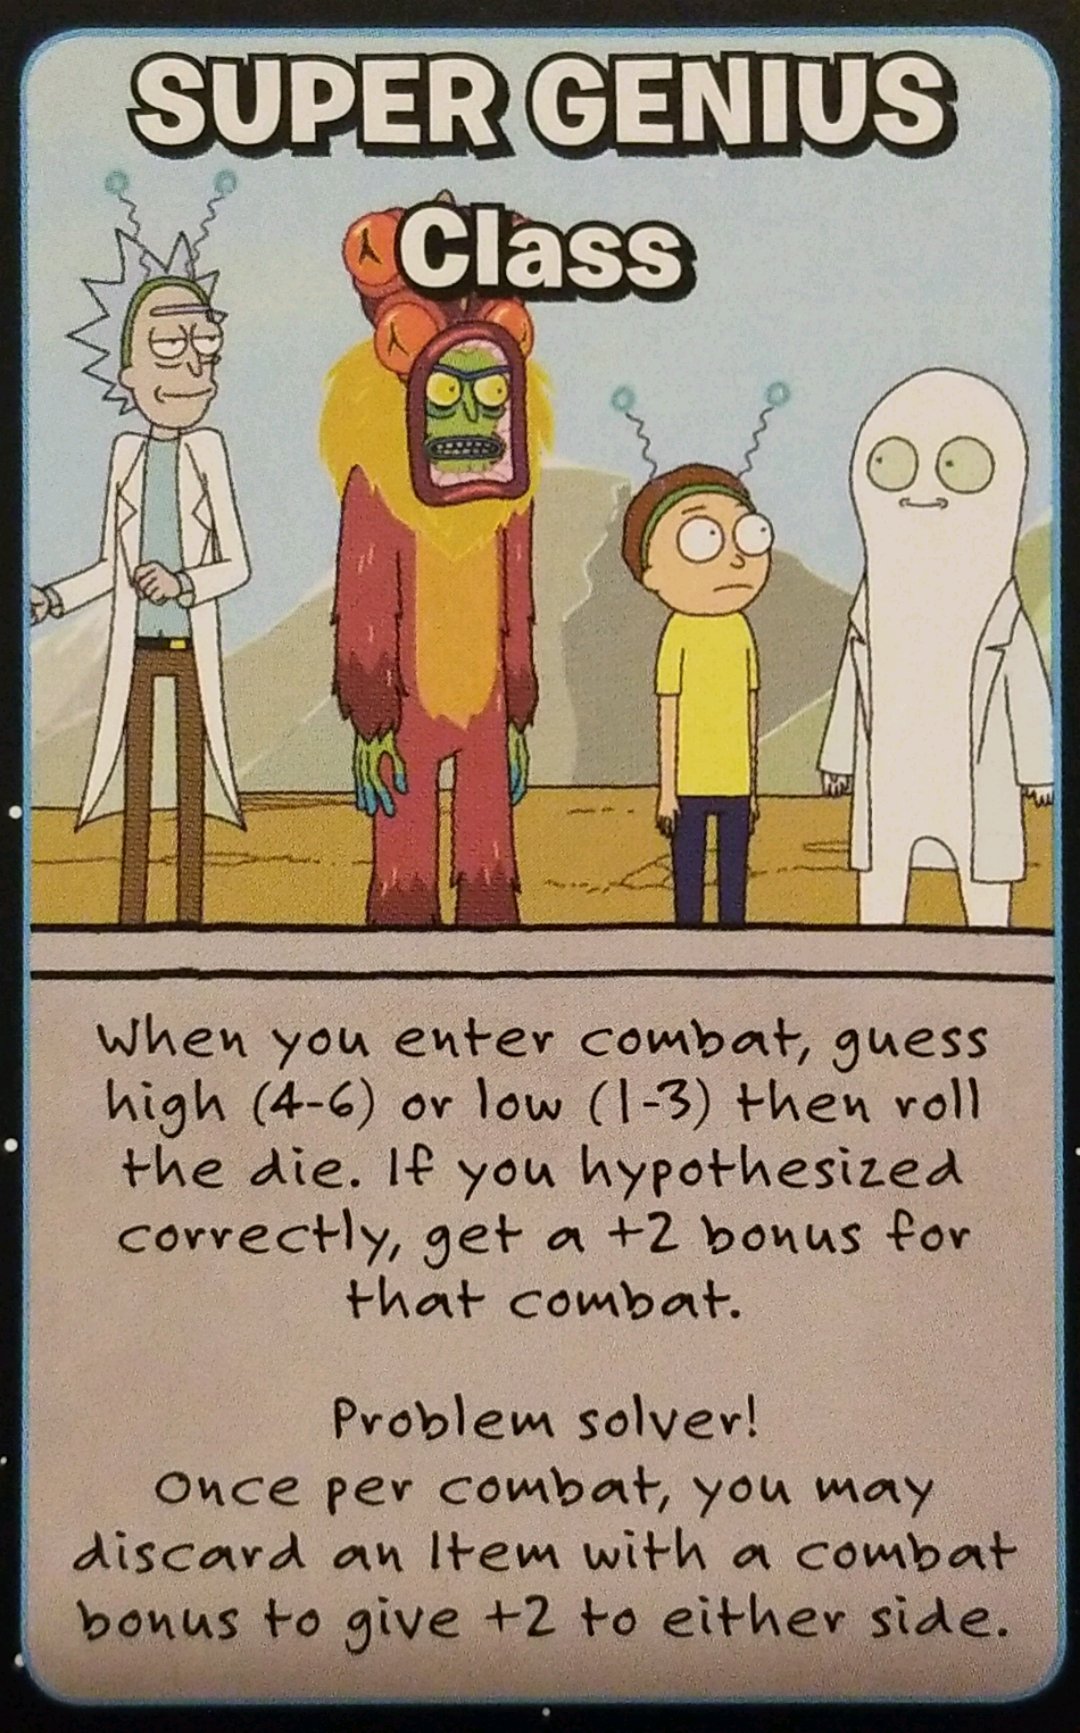 SUPER GENIUS
Class
When you enter combat, guess
high (4-6) or low (1-3) then roll
the die. If you hypothesized
correctly, get a +2 bonus for
that combat.
Problem solver!
Once per combat, you may
discard an Item with a combat
bonus to give +2 to either side.